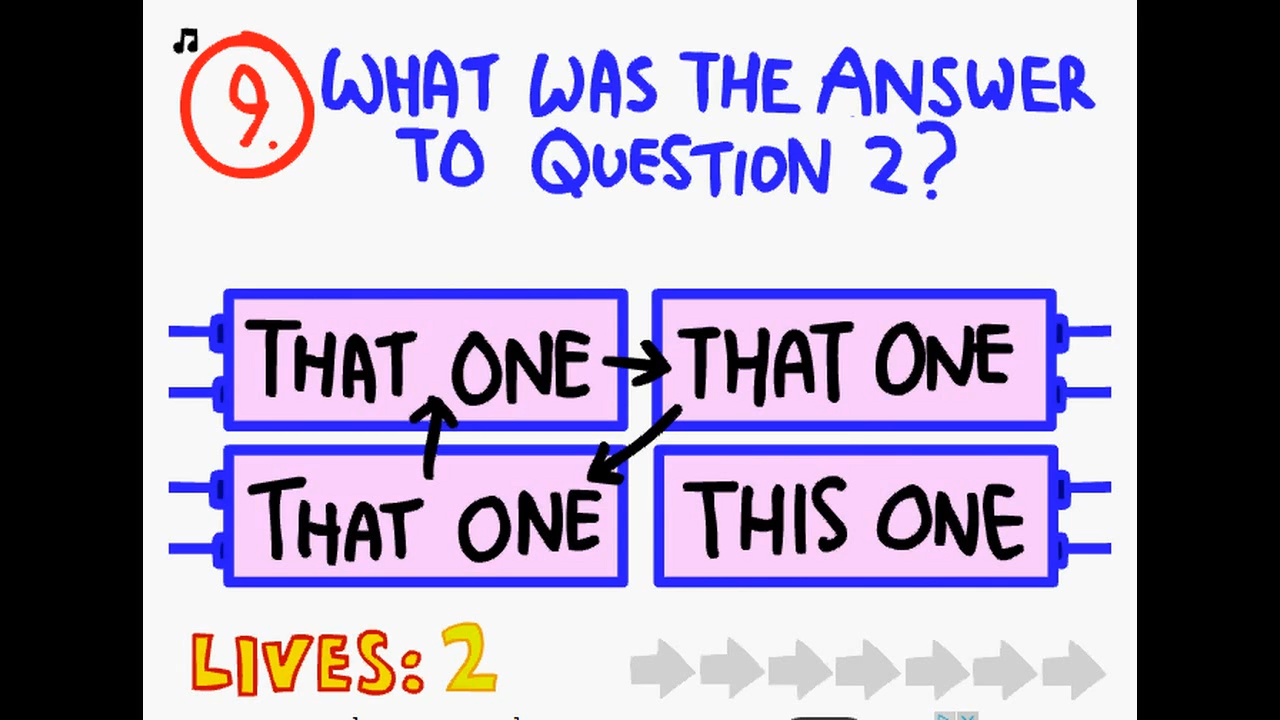 9. WHAT WAS THE ANSWER
TO QUESTION 2?
THAT ONE
THAT ONE
THAT ONE
THIS ONE
LIVES: 2